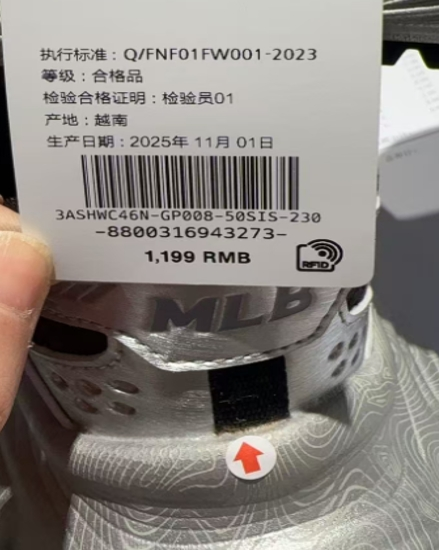 执行标准：Q/FNF01FW001-2023
等级：合格品
检验合格证明：检验员01
产地：越南
生产日期：2025年 11月 01日
3ASHWC46N-GP008-50SIS-230
-8800316943273-
1,199 RMB
RFID
MLB